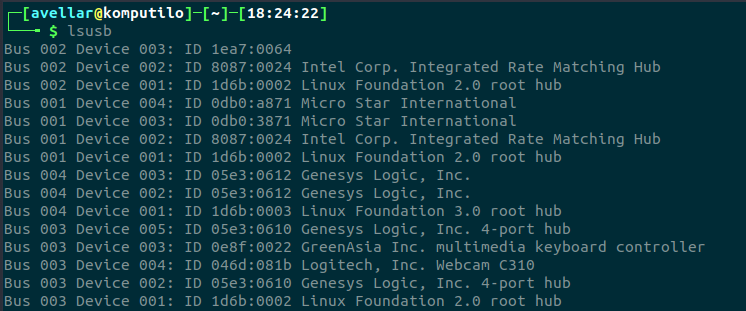 ┌─[avellar@komputilo]─[~]─[18:24:22]
└──╼ $ lsusb
Bus 002 Device 003: ID 1ea7:0064
Bus 002 Device 002: ID 8087:0024 Intel Corp. Integrated Rate Matching Hub
Bus 002 Device 001: ID 1d6b:0002 Linux Foundation 2.0 root hub
Bus 001 Device 004: ID 0db0:a871 Micro Star International
Bus 001 Device 003: ID 0db0:3871 Micro Star International
Bus 001 Device 002: ID 8087:0024 Intel Corp. Integrated Rate Matching Hub
Bus 001 Device 001: ID 1d6b:0002 Linux Foundation 2.0 root hub
Bus 004 Device 003: ID 05e3:0612 Genesys Logic, Inc.
Bus 004 Device 002: ID 05e3:0612 Genesys Logic, Inc.
Bus 004 Device 001: ID 1d6b:0003 Linux Foundation 3.0 root hub
Bus 003 Device 005: ID 05e3:0610 Genesys Logic, Inc. 4-port hub
Bus 003 Device 003: ID 0e8f:0022 GreenAsia Inc. multimedia keyboard controller
Bus 003 Device 004: ID 046d:081b Logitech, Inc. Webcam C310
Bus 003 Device 002: ID 05e3:0610 Genesys Logic, Inc. 4-port hub
Bus 003 Device 001: ID 1d6b:0002 Linux Foundation 2.0 root hub